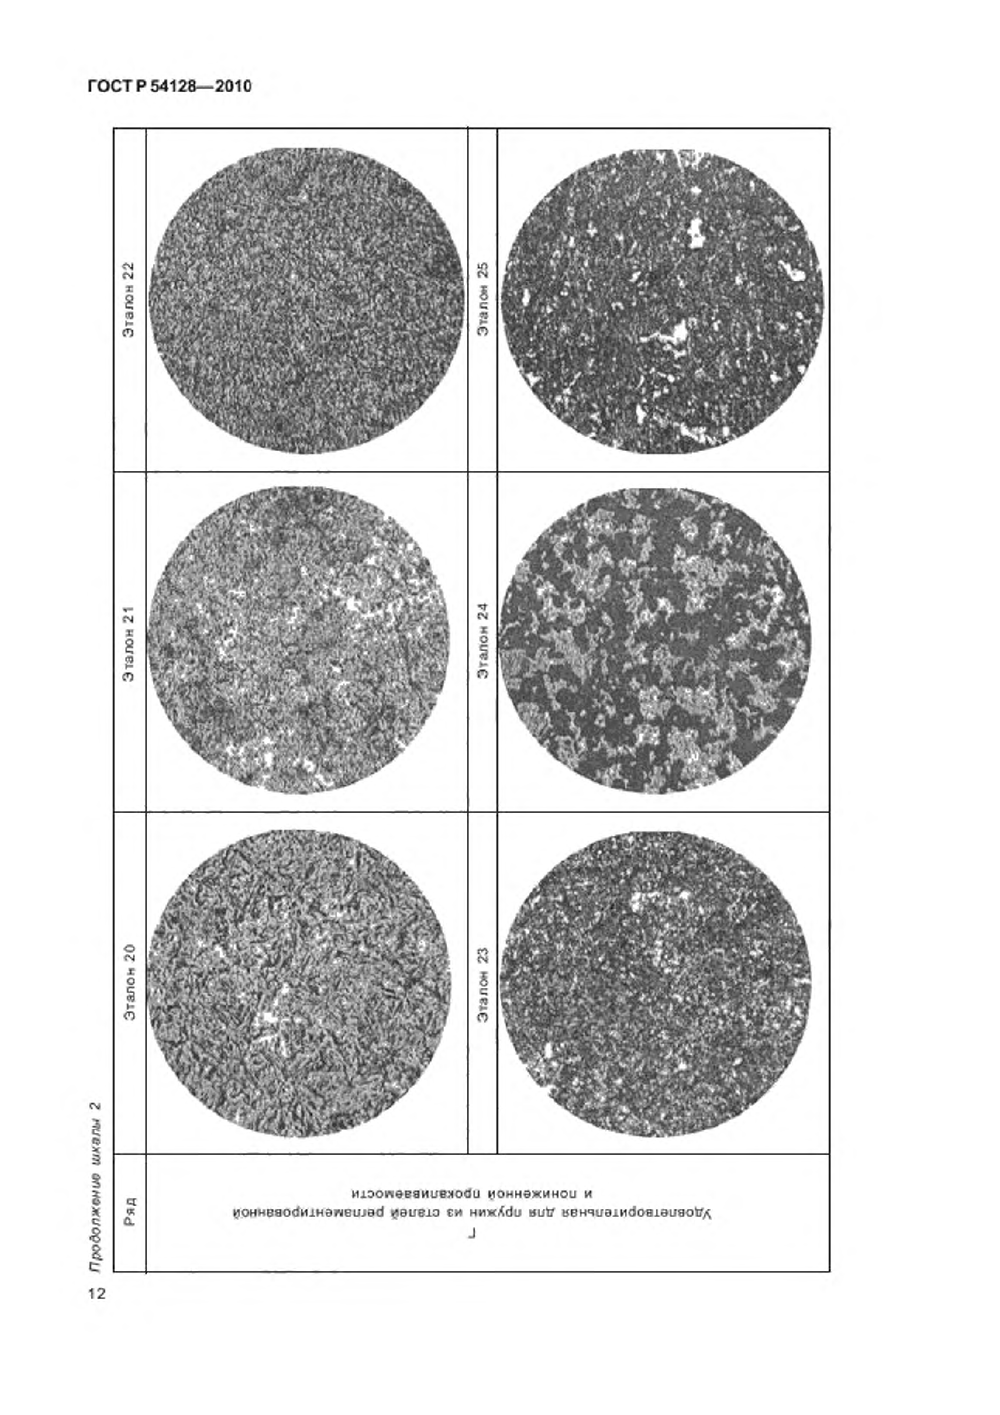 ГОСТ Р 54128—2010
Продолжение шкалы 2
Ряд
Эталон 20
Эталон 21
Эталон 22
Г
Удовлетворительная для пружин из сталей регламентированной
и пониженной прокаливаемости
Эталон 23
Эталон 24
Эталон 25
12